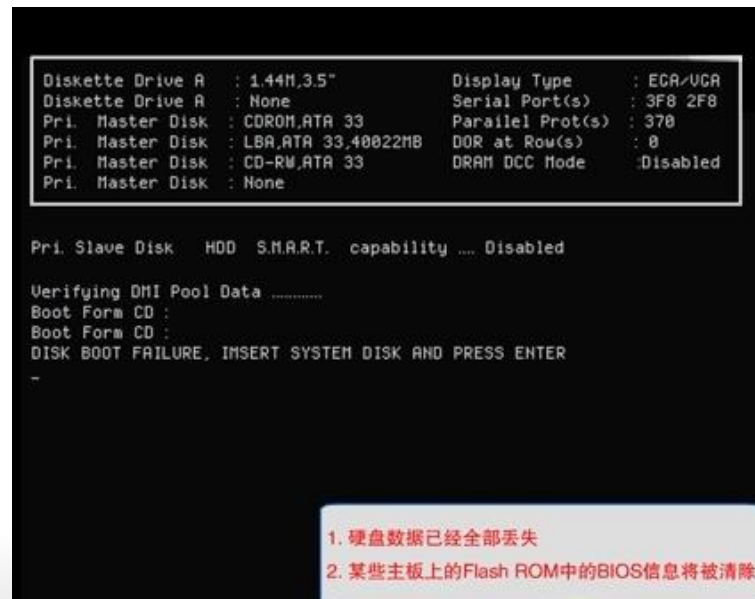 Diskette Drive A : 1.44M,3.5" Display Type : EGA/VGA
Diskette Drive A : None Serial Port(s) : 3F8 2F8
Pri. Master Disk : CDROM,ATA 33 Parailel Prot(s) : 370
Pri. Master Disk : LBA,ATA 33,40022MB DOR at Row(s) : 0
Pri. Master Disk : CD-RW,ATA 33 DRAM DCC Mode :Disabled
Pri. Master Disk : None
Pri. Slave Disk HDD S.M.A.R.T. capability .... Disabled
Verifying DMI Pool Data ............
Boot Form CD :
Boot Form CD :
DISK BOOT FAILURE, IMSERT SYSTEM DISK AND PRESS ENTER
–
1. 硬盘数据已经全部丢失
2. 某些主板上的Flash ROM中的BIOS信息将被清除